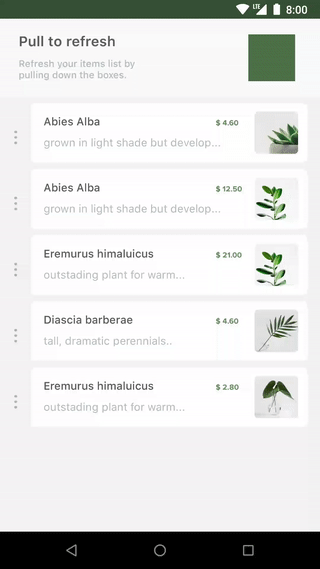 LTE 8:00
Pull to refresh
Refresh your items list by
pulling down the boxes.
Abies Alba
$ 4.60
grown in light shade but develop...
Abies Alba
$ 12.50
grown in light shade but develop...
Eremurus himaluicus
$ 21.00
outstading plant for warm...
Diascia barberae
$ 4.60
tall, dramatic perennials..
Eremurus himaluicus
$ 2.80
outstading plant for warm...